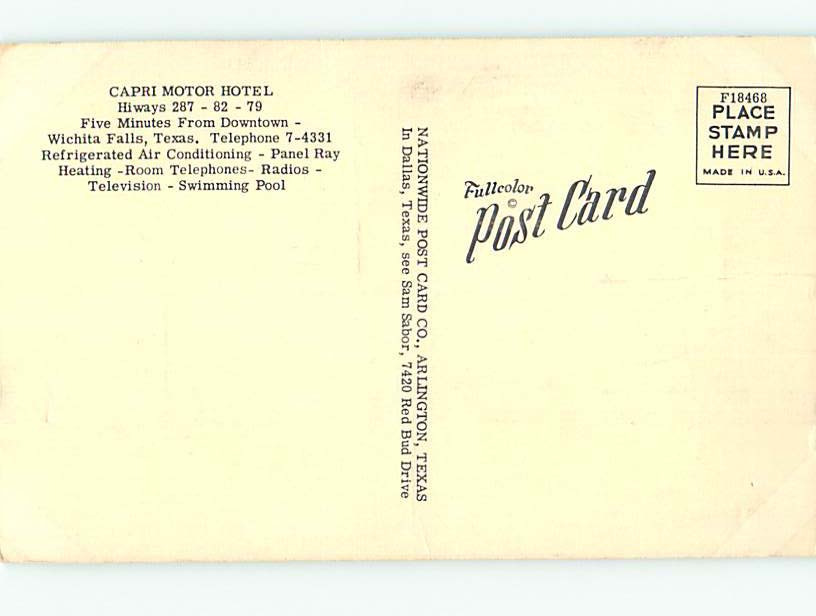 CAPRI MOTOR HOTEL
Hiways 287 - 82 - 79
Five Minutes From Downtown -
Wichita Falls, Texas. Telephone 7-4331
Refrigerated Air Conditioning - Panel Ray
Heating -Room Telephones- Radios -
Television - Swimming Pool
NATIONWIDE POST CARD CO., ARLINGTON, TEXAS
In Dallas, Texas, see Sam Sabor, 7420 Red Bud Drive
Fullcolor
©
Post Card
F18468
PLACE
STAMP
HERE
MADE IN U.S.A.